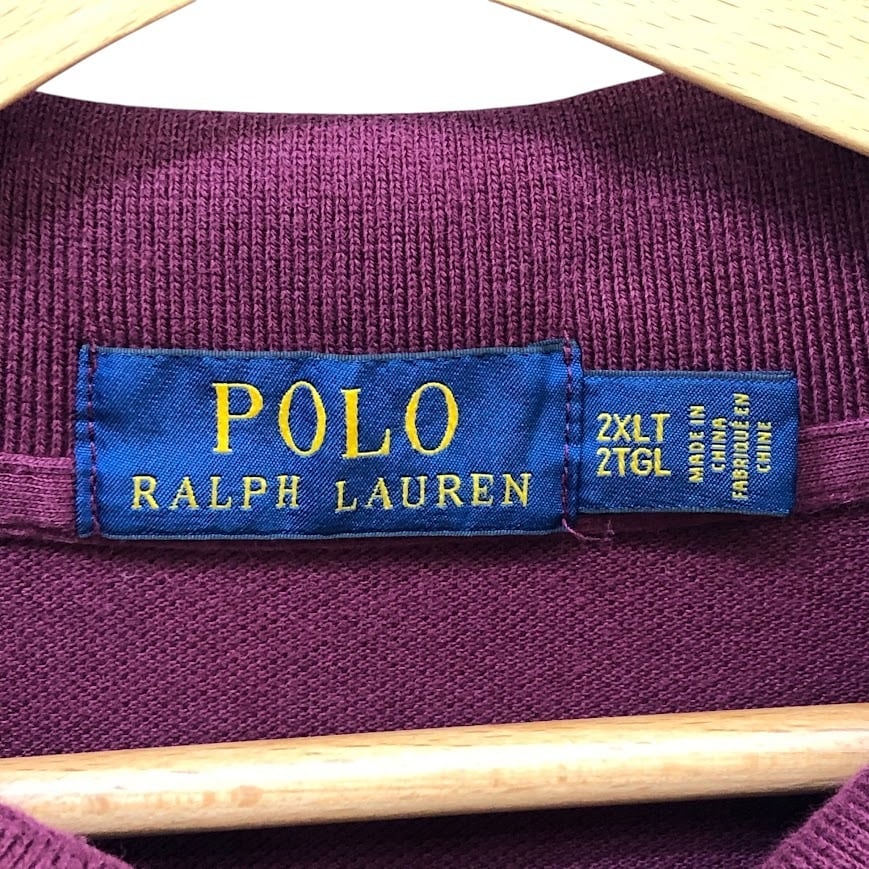 POLO
RALPH LAUREN
2XLT
2TGL
MADE IN
CHINA
FABRIQUÉ EN
CHINE